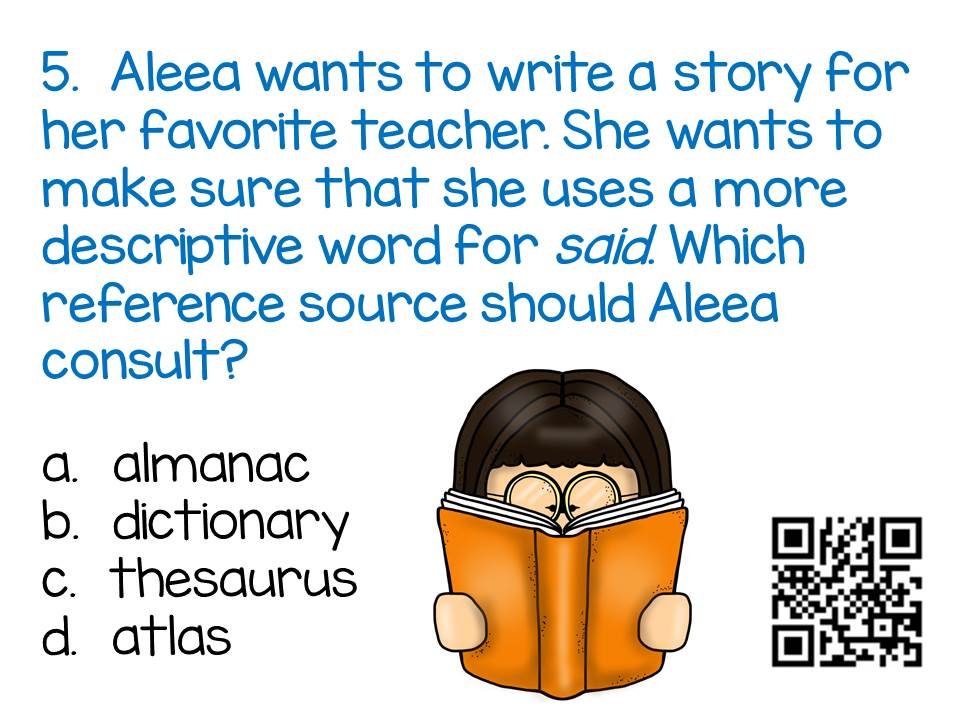 5. Aleea wants to write a story for
her favorite teacher. She wants to
make sure that she uses a more
descriptive word for said. Which
reference source should Aleea
consult?
a. almanac
b. dictionary
c. thesaurus
d. atlas